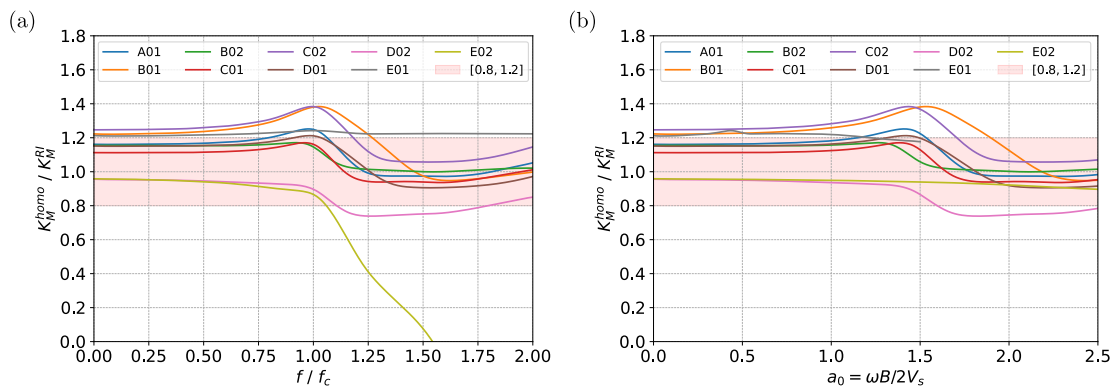 (a)
(b)
1.8
1.6
1.4
1.2
1.0
0.8
0.6
0.4
0.2
0.0
K_M^{homo} / K_M^{RI}
A01 B02 C02 D02 E02
B01 C01 D01 E01 [0.8, 1.2]
0.00 0.25 0.50 0.75 1.00 1.25 1.50 1.75 2.00
f / f_c
1.8
1.6
1.4
1.2
1.0
0.8
0.6
0.4
0.2
0.0
K_M^{homo} / K_M^{RI}
A01 B02 C02 D02 E02
B01 C01 D01 E01 [0.8, 1.2]
0.0 0.5 1.0 1.5 2.0 2.5
a_0 = ωB/2V_s